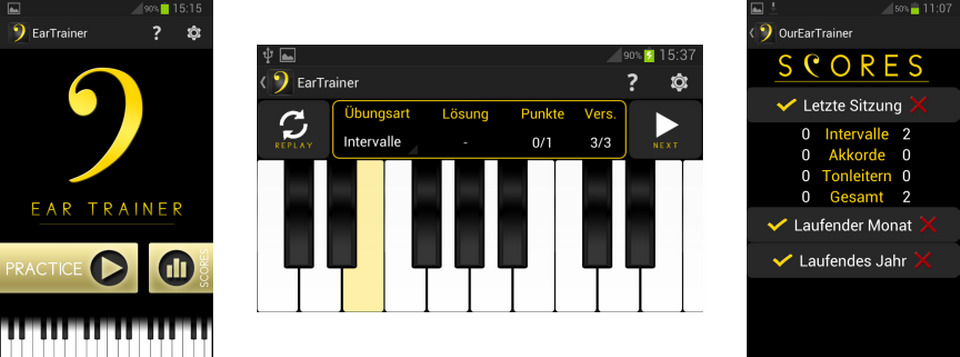 90% 15:15
EarTrainer ?
EAR TRAINER
PRACTICE
SCORES
90% 15:37
EarTrainer ?
REPLAY
Übungsart Lösung Punkte Vers.
Intervalle - 0/1 3/3
NEXT
50% 11:07
OurEarTrainer
SCORES
Letzte Sitzung
0 Intervalle 2
0 Akkorde 0
0 Tonleitern 0
0 Gesamt 2
Laufender Monat
Laufendes Jahr